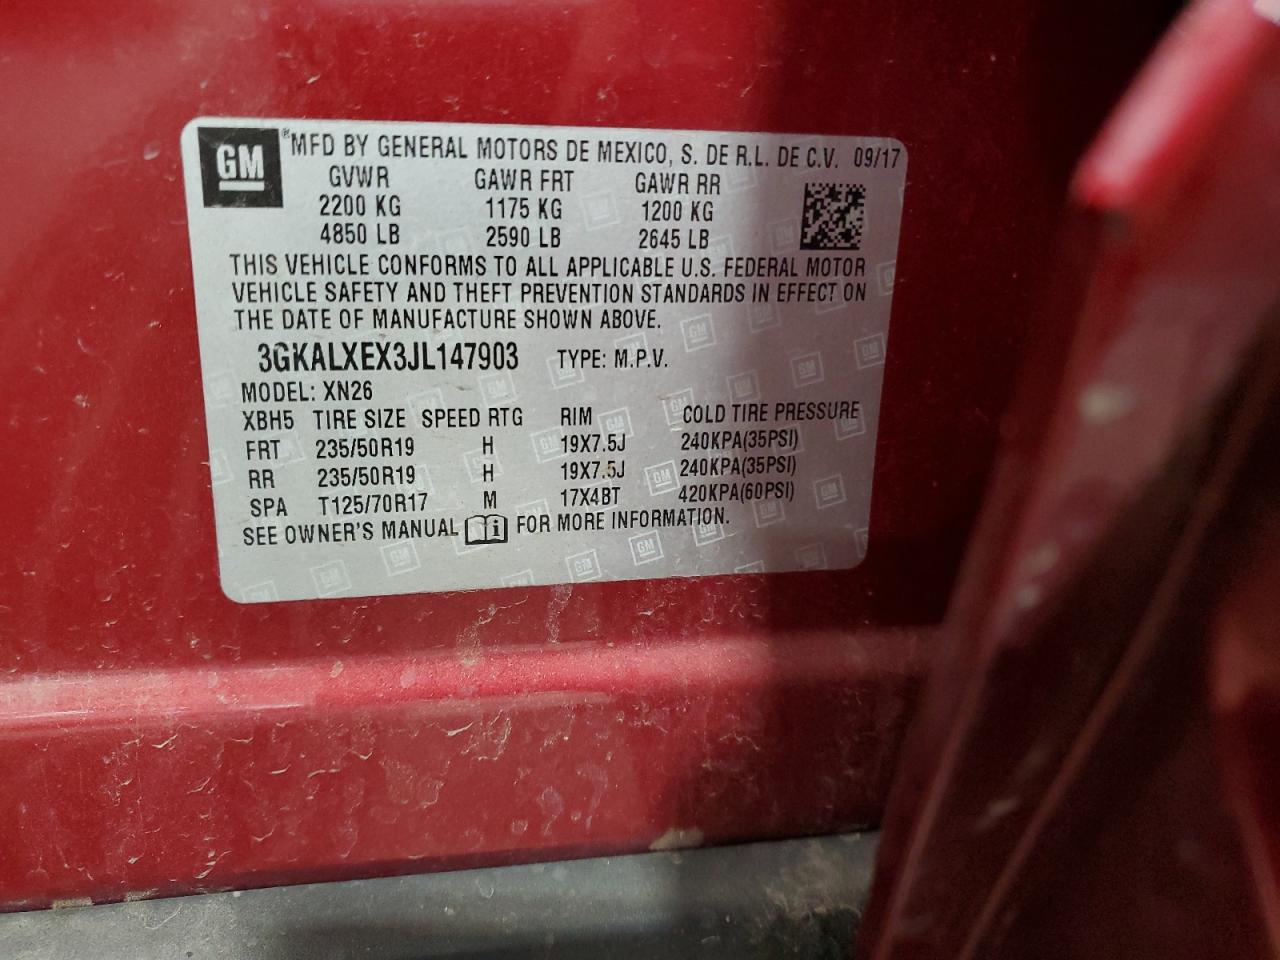 GM ®MFD BY GENERAL MOTORS DE MEXICO, S. DE R.L. DE C.V. 09/17
GVWR GAWR FRT GAWR RR
2200 KG 1175 KG 1200 KG
4850 LB 2590 LB 2645 LB
THIS VEHICLE CONFORMS TO ALL APPLICABLE U.S. FEDERAL MOTOR
VEHICLE SAFETY AND THEFT PREVENTION STANDARDS IN EFFECT ON
THE DATE OF MANUFACTURE SHOWN ABOVE.
3GKALXEX3JL147903 TYPE: M.P.V.
MODEL: XN26
XBH5 TIRE SIZE SPEED RTG RIM COLD TIRE PRESSURE
FRT 235/50R19 H 19X7.5J 240KPA(35PSI)
RR 235/50R19 H 19X7.5J 240KPA(35PSI)
SPA T125/70R17 M 17X4BT 420KPA(60PSI)
SEE OWNER'S MANUAL FOR MORE INFORMATION.